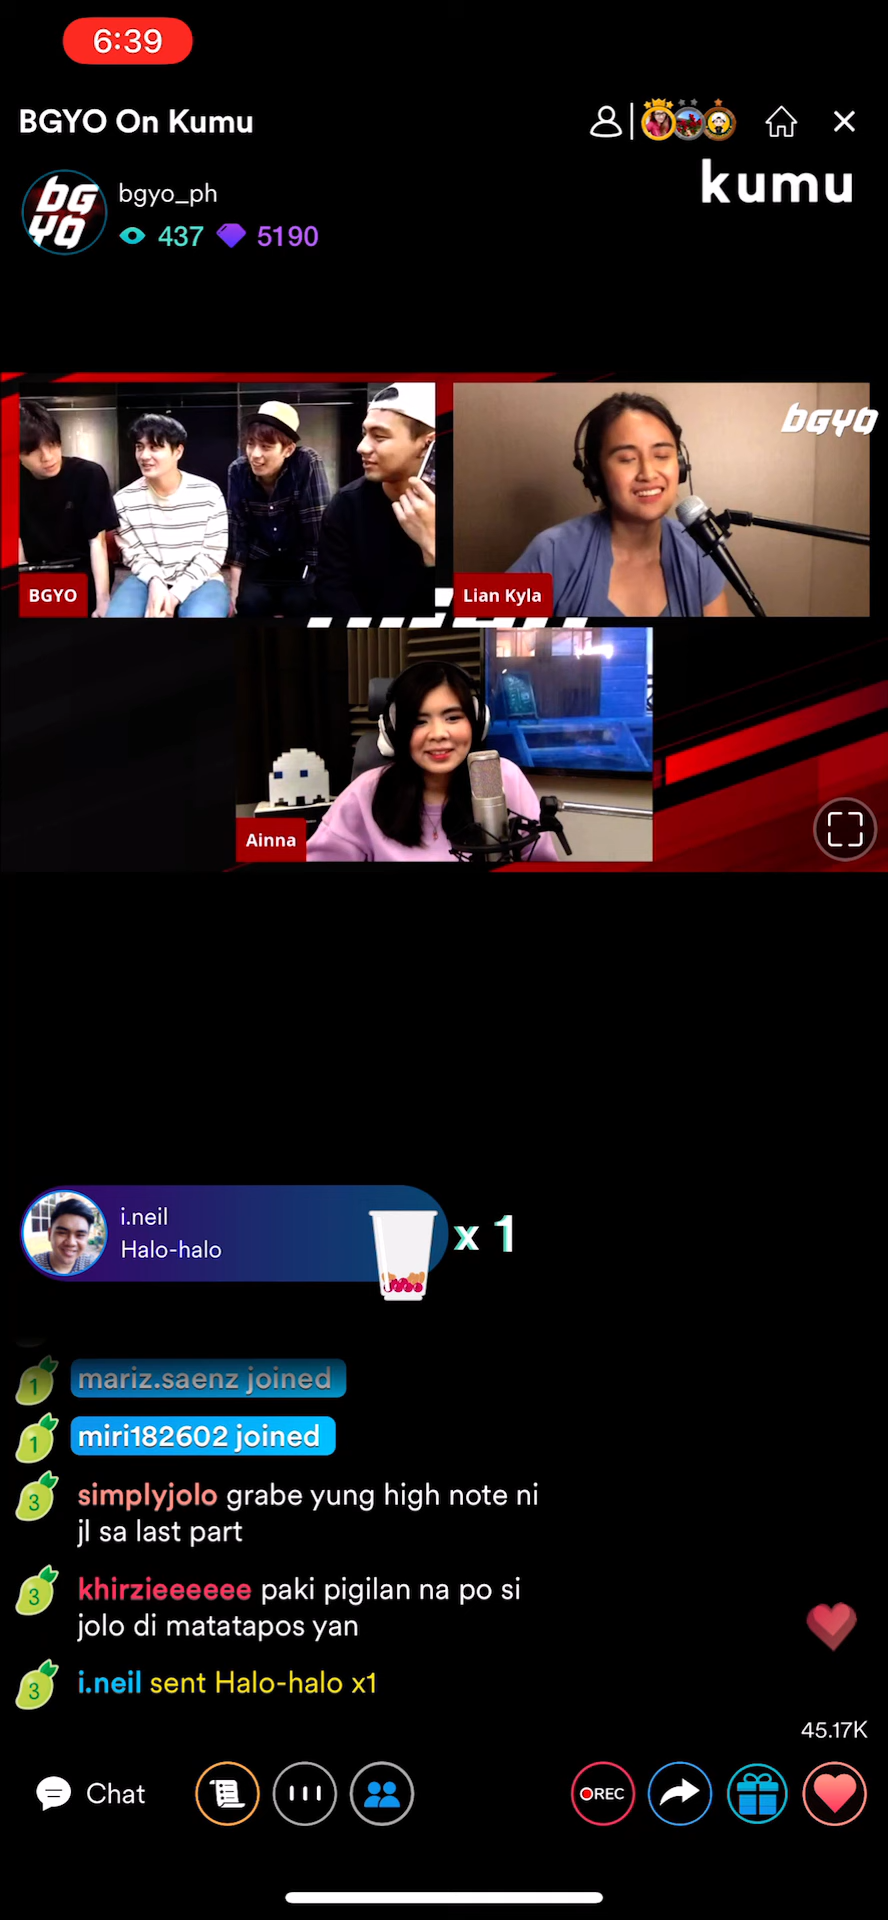 6:39
BGYO On Kumu
kumu
BG
YO
bgyo_ph
437 5190
BGYO
BGYO
Lian Kyla
Ainna
i.neil
Halo-halo
x 1
1 mariz.saenz joined
1 miri182602 joined
3 simplyjolo grabe yung high note ni
jl sa last part
3 khirzieeeeee paki pigilan na po si
jolo di matatapos yan
3 i.neil sent Halo-halo x1
45.17K
Chat
REC